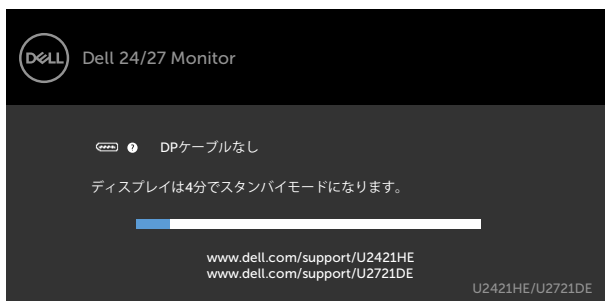 DELL
Dell 24/27 Monitor
? DPケーブルなし
ディスプレイは4分でスタンバイモードになります。
www.dell.com/support/U2421HE
www.dell.com/support/U2721DE
U2421HE/U2721DE